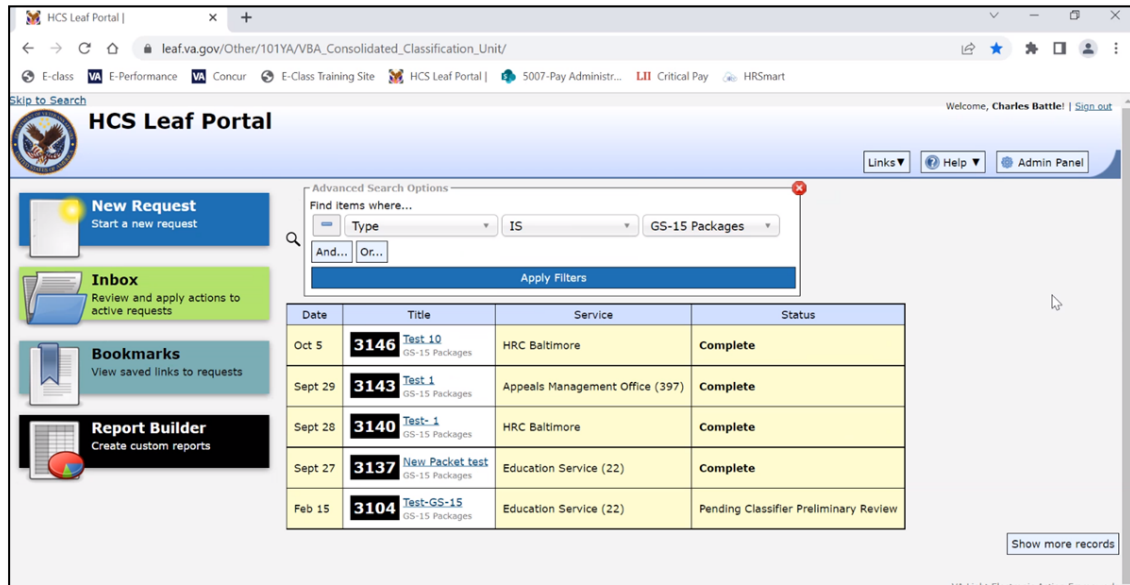 HCS Leaf Portal |
leaf.va.gov/Other/101YA/VBA_Consolidated_Classification_Unit/
E-class VA E-Performance VA Concur E-Class Training Site HCS Leaf Portal | 5007-Pay Administr... LII Critical Pay HRSmart
Skip to Search
Welcome, Charles Battle! | Sign out
HCS Leaf Portal
Links▼ Help ▼ Admin Panel
New Request
Start a new request
Inbox
Review and apply actions to
active requests
Bookmarks
View saved links to requests
Report Builder
Create custom reports
Advanced Search Options
Find items where...
Type IS GS-15 Packages
And... Or...
Apply Filters
Date Title Service Status
Oct 5 3146 Test 10 GS-15 Packages HRC Baltimore Complete
Sept 29 3143 Test 1 GS-15 Packages Appeals Management Office (397) Complete
Sept 28 3140 Test- 1 GS-15 Packages HRC Baltimore Complete
Sept 27 3137 New Packet test GS-15 Packages Education Service (22) Complete
Feb 15 3104 Test-GS-15 GS-15 Packages Education Service (22) Pending Classifier Preliminary Review
Show more records